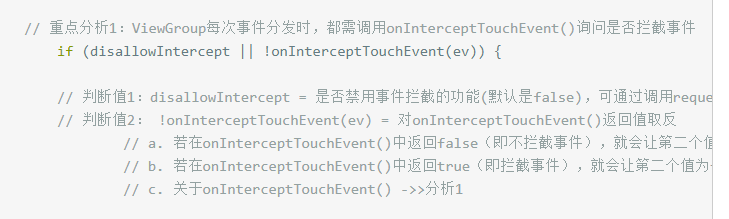 // 重点分析1：ViewGroup每次事件分发时，都需调用onInterceptTouchEvent()询问是否拦截事件
if (disallowIntercept || !onInterceptTouchEvent(ev)) {
// 判断值1：disallowIntercept = 是否禁用事件拦截的功能(默认是false)，可通过调用reque
// 判断值2： !onInterceptTouchEvent(ev) = 对onInterceptTouchEvent()返回值取反
// a. 若在onInterceptTouchEvent()中返回false（即不拦截事件），就会让第二个值
// b. 若在onInterceptTouchEvent()中返回true（即拦截事件），就会让第二个值为
// c. 关于onInterceptTouchEvent() ->>分析1